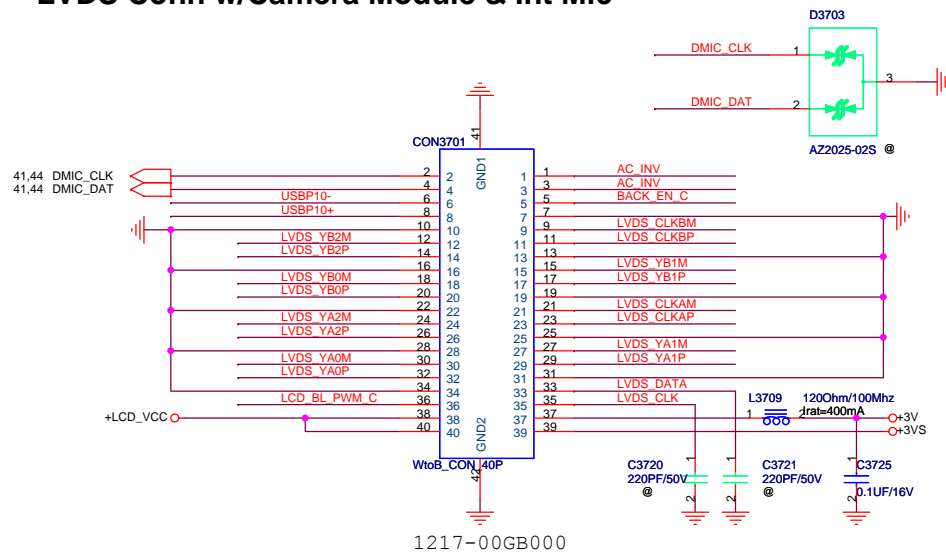 LVDS Conn w/Camera Module & Int Mic
D3703
DMIC_CLK 1
3
DMIC_DAT 2
AZ2025-02S @
41
CON3701
GND1
41,44 DMIC_CLK 2 2 1 1 AC_INV
41,44 DMIC_DAT 4 4 3 3 AC_INV
USBP10- 6 6 5 5 BACK_EN_C
USBP10+ 8 8 7 7
10 10 9 9 LVDS_CLKBM
LVDS_YB2M 12 12 11 11 LVDS_CLKBP
LVDS_YB2P 14 14 13 13
16 16 15 15 LVDS_YB1M
LVDS_YB0M 18 18 17 17 LVDS_YB1P
LVDS_YB0P 20 20 19 19
22 22 21 21 LVDS_CLKAM
LVDS_YA2M 24 24 23 23 LVDS_CLKAP
LVDS_YA2P 26 26 25 25
28 28 27 27 LVDS_YA1M
LVDS_YA0M 30 30 29 29 LVDS_YA1P
LVDS_YA0P 32 32 31 31
34 34 33 33 LVDS_DATA
LCD_BL_PWM_C 36 36 35 35 LVDS_CLK
+LCD_VCC 38 38 37 37 1 2 +3V
40 40 39 39 +3VS
L3709 120Ohm/100Mhz
Irat=400mA
GND2
WtoB_CON_40P
42
C3720 1
220PF/50V
@ 2
C3721 1
220PF/50V
@ 2
1 C3725
2 0.1UF/16V
1217-00GB000